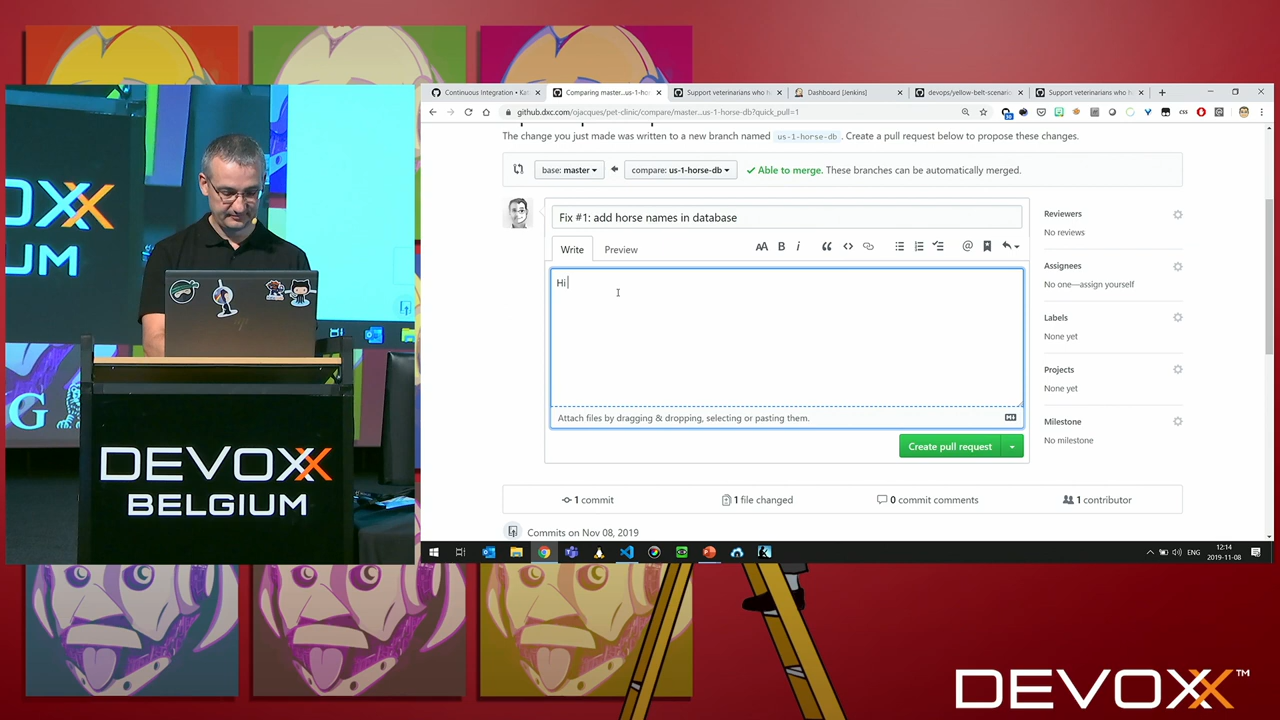 Continuous Integration • Kat
Comparing master...us-1-hor
Support veterinarians who h
Dashboard [Jenkins]
devops/yellow-belt-scenario
Support veterinarians who h
github.dxc.com/ojacques/pet-clinic/compare/master...us-1-horse-db?quick_pull=1
The change you just made was written to a new branch named us-1-horse-db. Create a pull request below to propose these changes.
base: master
compare: us-1-horse-db
Able to merge. These branches can be automatically merged.
Fix #1: add horse names in database
Write
Preview
AA B i
Hi
Attach files by dragging & dropping, selecting or pasting them.
Create pull request
Reviewers
No reviews
Assignees
No one—assign yourself
Labels
None yet
Projects
None yet
Milestone
No milestone
1 commit
1 file changed
0 commit comments
1 contributor
Commits on Nov 08, 2019
ENG
12:14
2019-11-08
DEVOXX
BELGIUM
DEVOXX™